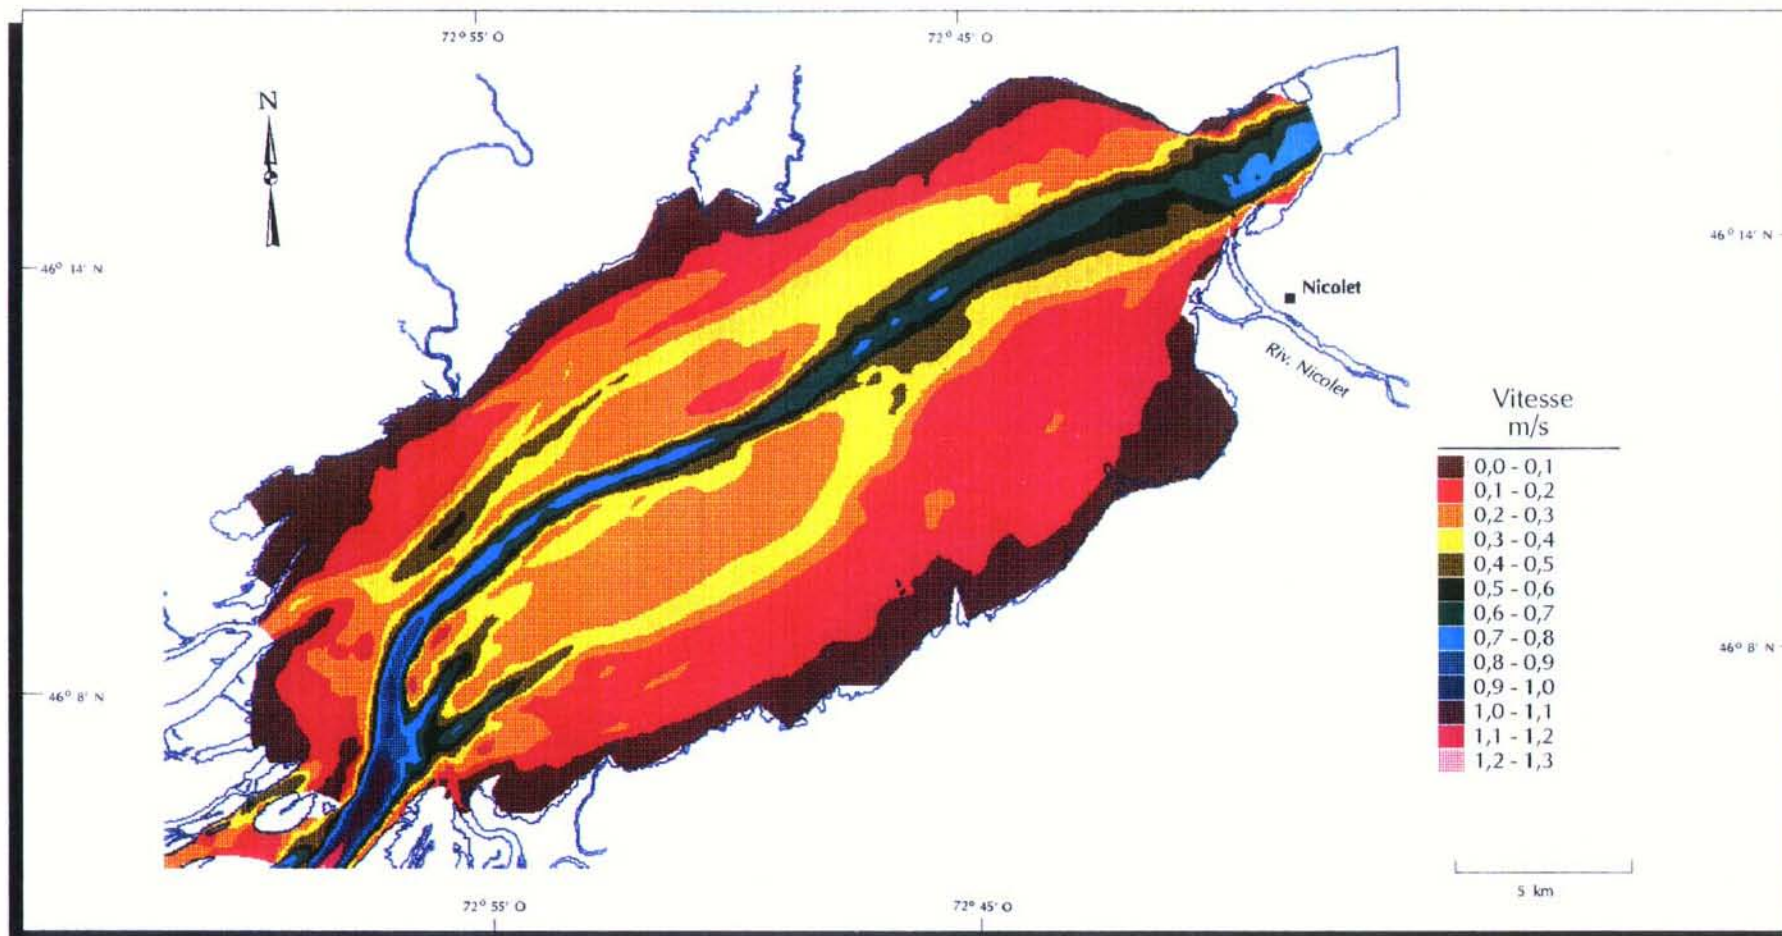 72° 55' O
72° 45' O
N
46° 14' N
46° 14' N
Nicolet
Riv. Nicolet
Vitesse
m/s
0,0 - 0,1
0,1 - 0,2
0,2 - 0,3
0,3 - 0,4
0,4 - 0,5
0,5 - 0,6
0,6 - 0,7
0,7 - 0,8
0,8 - 0,9
0,9 - 1,0
1,0 - 1,1
1,1 - 1,2
1,2 - 1,3
46° 8' N
46° 8' N
5 km
72° 55' O
72° 45' O